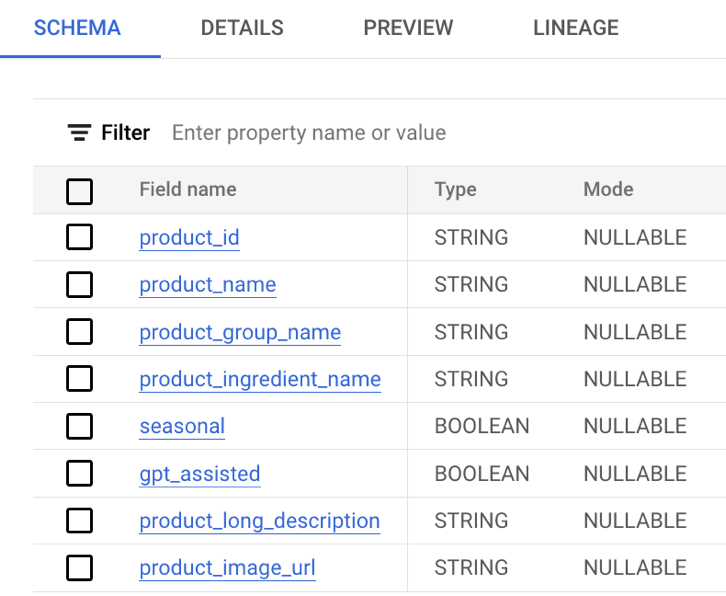 SCHEMA DETAILS PREVIEW LINEAGE
Filter Enter property name or value
Field name Type Mode
product_id STRING NULLABLE
product_name STRING NULLABLE
product_group_name STRING NULLABLE
product_ingredient_name STRING NULLABLE
seasonal BOOLEAN NULLABLE
gpt_assisted BOOLEAN NULLABLE
product_long_description STRING NULLABLE
product_image_url STRING NULLABLE